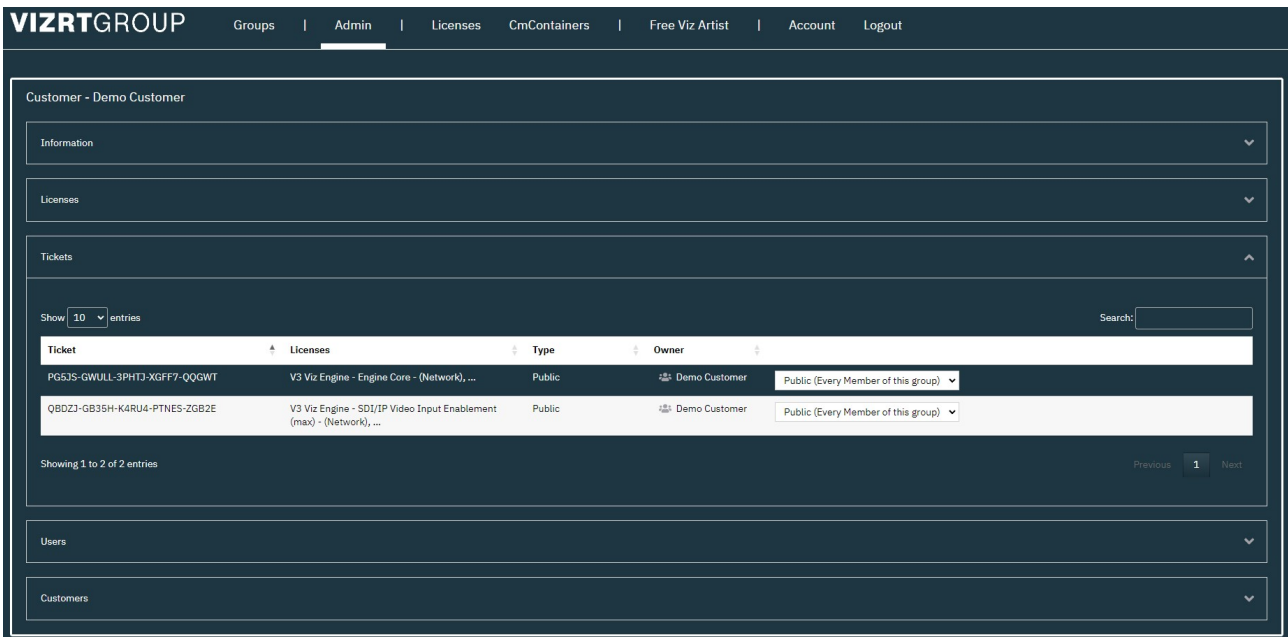 VIZRTGROUP Groups | Admin | Licenses CmContainers | Free Viz Artist | Account Logout
Customer - Demo Customer
Information
Licenses
Tickets
Show 10 entries Search:
Ticket Licenses Type Owner
PG5JS-GWULL-3PHTJ-XGFF7-QQGWT V3 Viz Engine - Engine Core - (Network), ... Public Demo Customer Public (Every Member of this group)
QBDZJ-GB35H-K4RU4-PTNES-ZGB2E V3 Viz Engine - SDI/IP Video Input Enablement Public Demo Customer Public (Every Member of this group)
(max) - (Network), ...
Showing 1 to 2 of 2 entries Previous 1 Next
Users
Customers